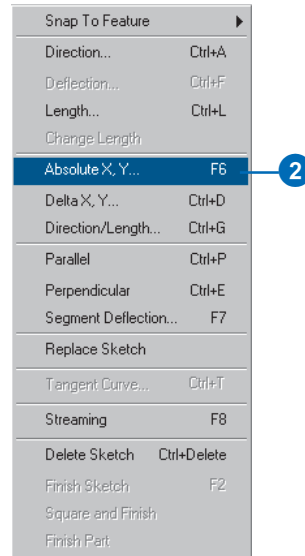 Snap To Feature
Direction... Ctrl+A
Deflection... Ctrl+F
Length... Ctrl+L
Change Length
Absolute X, Y... F6 2
Delta X, Y... Ctrl+D
Direction/Length... Ctrl+G
Parallel Ctrl+P
Perpendicular Ctrl+E
Segment Deflection... F7
Replace Sketch
Tangent Curve... Ctrl+T
Streaming F8
Delete Sketch Ctrl+Delete
Finish Sketch F2
Square and Finish
Finish Part